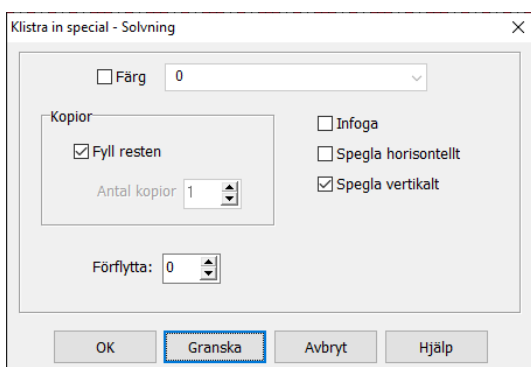 Klistra in special - Solvning
Färg 0
Kopior
Infoga
Fyll resten
Spegla horisontellt
Antal kopior 1
Spegla vertikalt
Förflytta: 0
OK Granska Avbryt Hjälp